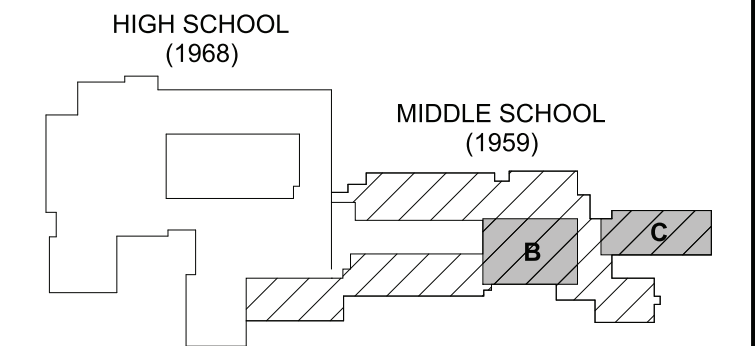 HIGH SCHOOL
(1968)
MIDDLE SCHOOL
(1959)
B
C